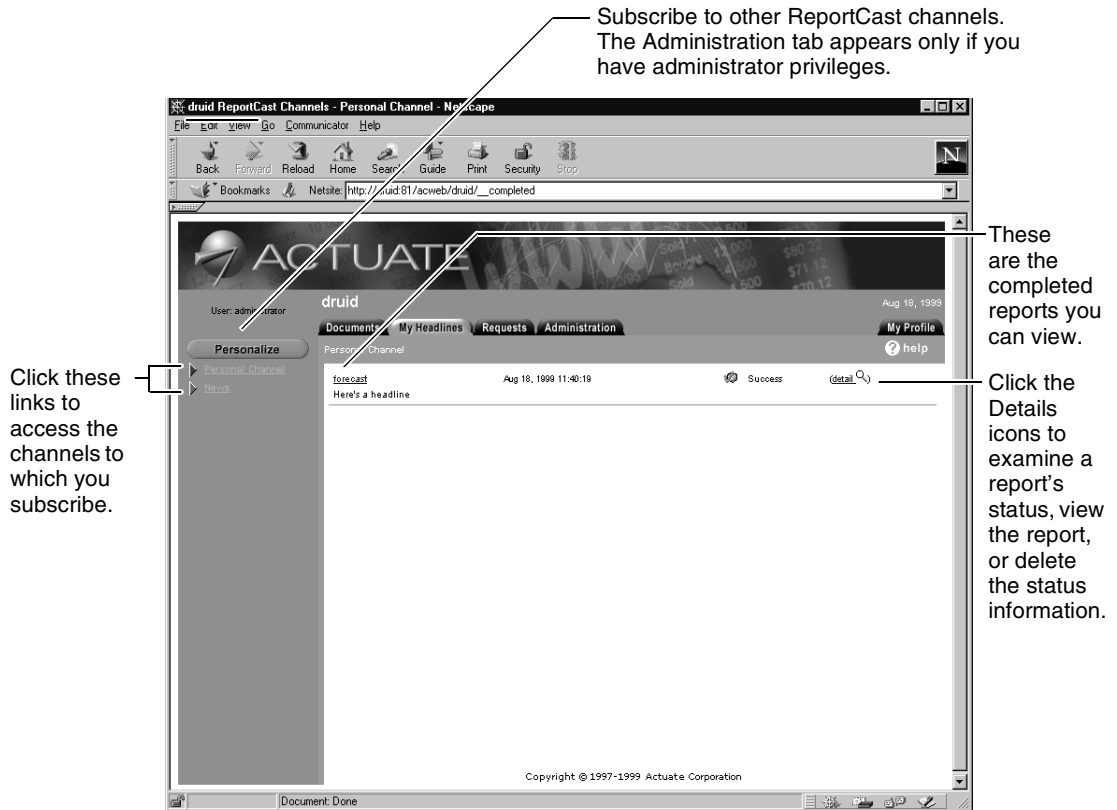 Subscribe to other ReportCast channels.
The Administration tab appears only if you
have administrator privileges.
druid ReportCast Channels - Personal Channel - Netscape
File Edit View Go Communicator Help
Back Forward Reload Home Search Guide Print Security Stop
Bookmarks Netsite: http://druid:81/acweb/druid/__completed
ACTUATE
User: administrator
druid
Aug 18, 1999
Documents My Headlines Requests Administration My Profile
Personalize
Personal Channel
help
Personal Channel
News
forecast Aug 18, 1999 11:40:19 Success (detail)
Here's a headline
Click these
links to
access the
channels to
which you
subscribe.
These
are the
completed
reports you
can view.
Click the
Details
icons to
examine a
report's
status, view
the report,
or delete
the status
information.
Copyright © 1997-1999 Actuate Corporation
Document: Done